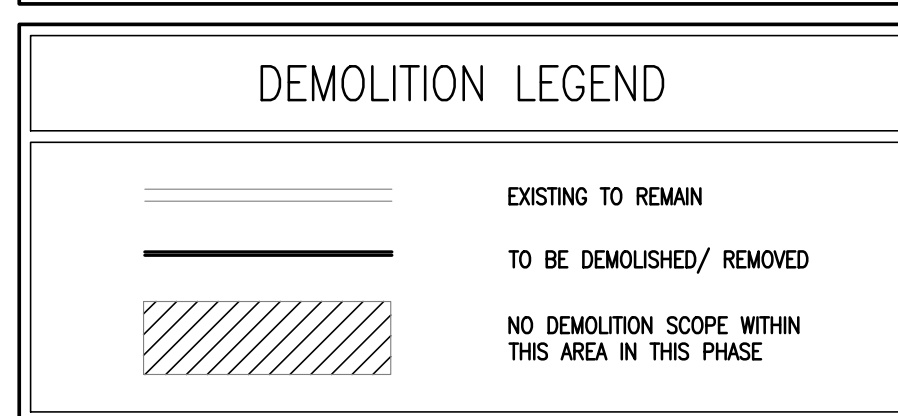 DEMOLITION LEGEND
EXISTING TO REMAIN
TO BE DEMOLISHED/ REMOVED
NO DEMOLITION SCOPE WITHIN
THIS AREA IN THIS PHASE